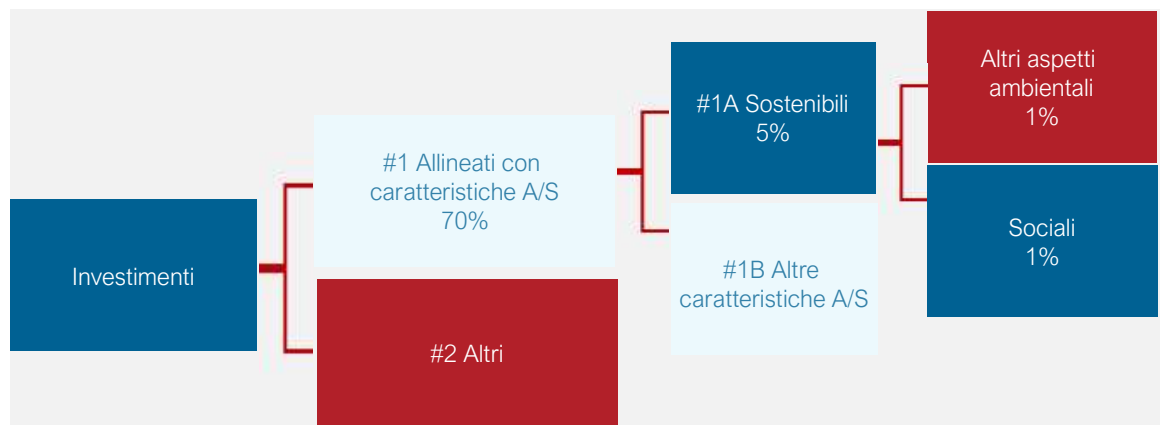 Investimenti
#1 Allineati con
caratteristiche A/S
70%
#2 Altri
#1A Sostenibili
5%
#1B Altre
caratteristiche A/S
Altri aspetti
ambientali
1%
Sociali
1%